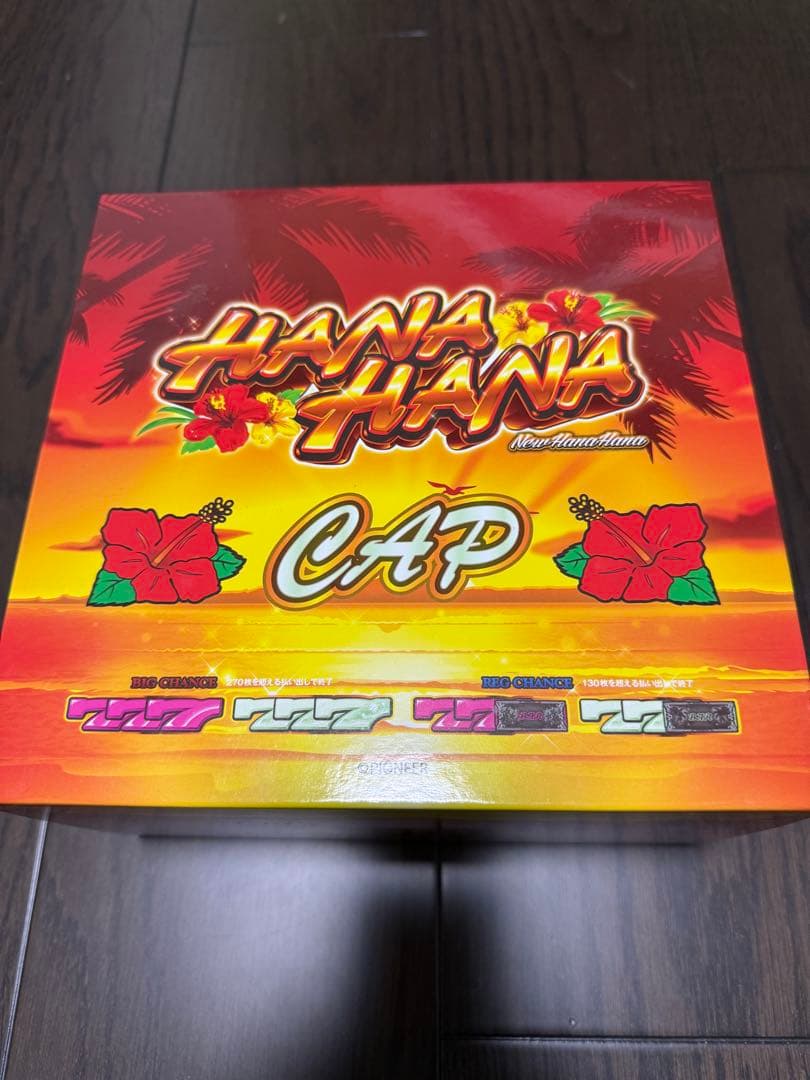 HANA
HANA
New Hana Hana
CAP
BIG CHANCE 270枚を超える払い出しで終了
REG CHANCE 130枚を超える払い出しで終了
777 777 77BAR 77BAR
©PIONEER